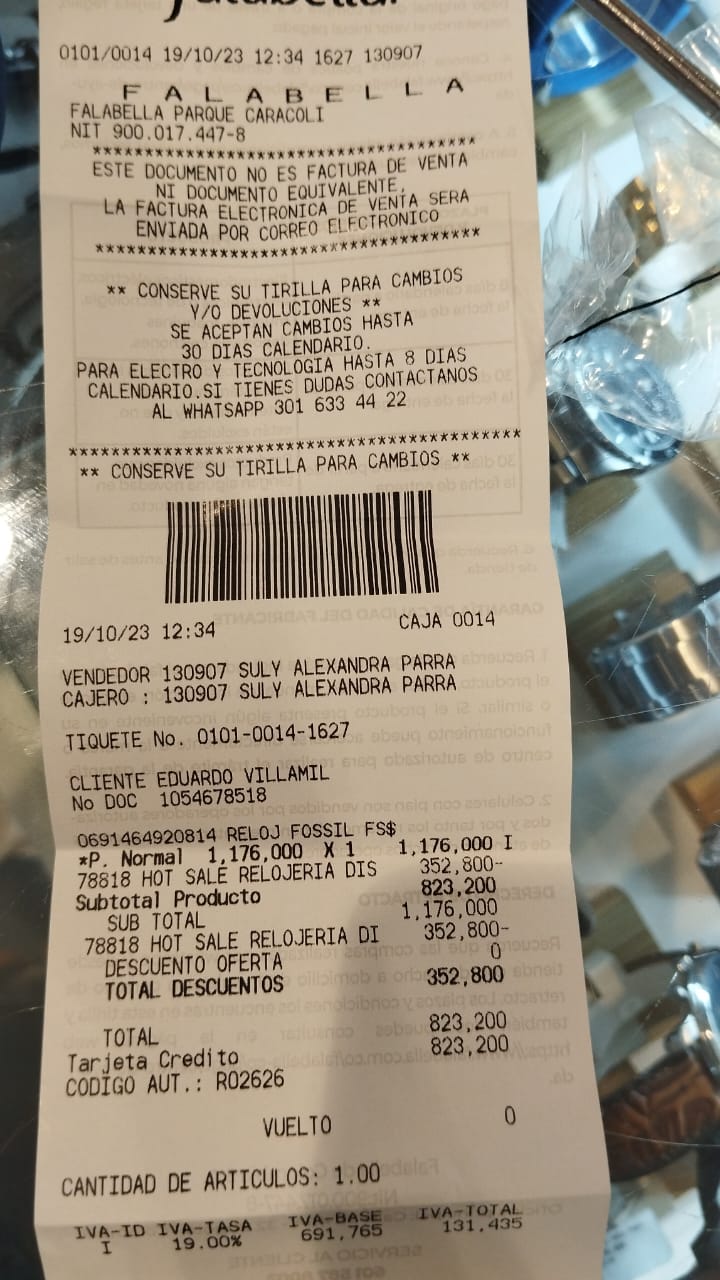 falabella.
0101/0014 19/10/23 12:34 1627 130907
F A L A B E L L A
FALABELLA PARQUE CARACOLI
NIT 900.017.447-8
****************************************
ESTE DOCUMENTO NO ES FACTURA DE VENTA
NI DOCUMENTO EQUIVALENTE,
LA FACTURA ELECTRONICA DE VENTA SERA
ENVIADA POR CORREO ELECTRONICO
****************************************
** CONSERVE SU TIRILLA PARA CAMBIOS
Y/O DEVOLUCIONES **
SE ACEPTAN CAMBIOS HASTA
30 DIAS CALENDARIO.
PARA ELECTRO Y TECNOLOGIA HASTA 8 DIAS
CALENDARIO.SI TIENES DUDAS CONTACTANOS
AL WHATSAPP 301 633 44 22
****************************************
** CONSERVE SU TIRILLA PARA CAMBIOS **
19/10/23 12:34 CAJA 0014
VENDEDOR 130907 SULY ALEXANDRA PARRA
CAJERO : 130907 SULY ALEXANDRA PARRA
TIQUETE No. 0101-0014-1627
CLIENTE EDUARDO VILLAMIL
No DOC 1054678518
0691464920814 RELOJ FOSSIL FS$
*P. Normal 1,176,000 X 1 1,176,000 I
78818 HOT SALE RELOJERIA DIS 352,800-
Subtotal Producto 823,200
SUB TOTAL 1,176,000
78818 HOT SALE RELOJERIA DI 352,800-
DESCUENTO OFERTA 0
TOTAL DESCUENTOS 352,800
TOTAL 823,200
Tarjeta Credito 823,200
CODIGO AUT.: R02626
VUELTO 0
CANTIDAD DE ARTICULOS: 1.00
IVA-ID IVA-TASA IVA-BASE IVA-TOTAL
I 19.00% 691,765 131,435